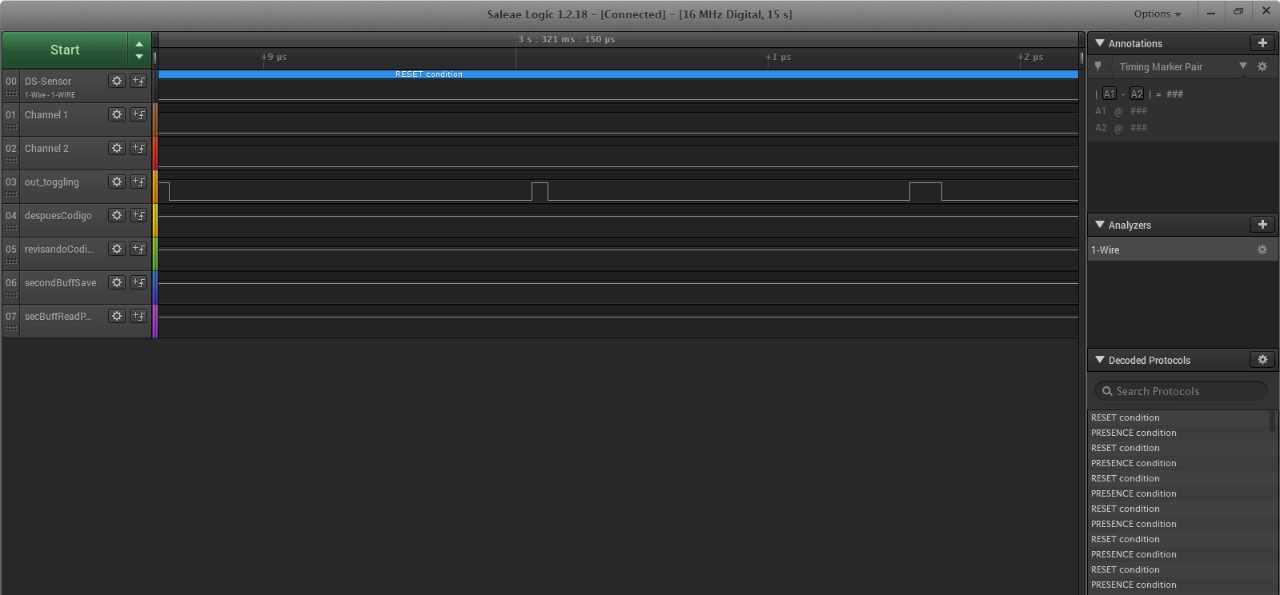 Saleae Logic 1.2.18 - [Connected] - [16 MHz Digital, 15 s]
Options
Start
3 s : 321 ms : 150 µs
+9 µs
+1 µs
+2 µs
00 DS-Sensor
1-Wire - 1-WIRE
RESET condition
01 Channel 1
02 Channel 2
03 out_toggling
04 despuesCodigo
05 revisandoCodi...
06 secondBuffSave
07 secBuffReadP...
Annotations
Timing Marker Pair
| A1 - A2 | = ###
A1 @ ###
A2 @ ###
Analyzers
1-Wire
Decoded Protocols
Search Protocols
RESET condition
PRESENCE condition
RESET condition
PRESENCE condition
RESET condition
PRESENCE condition
RESET condition
PRESENCE condition
RESET condition
PRESENCE condition
RESET condition
PRESENCE condition